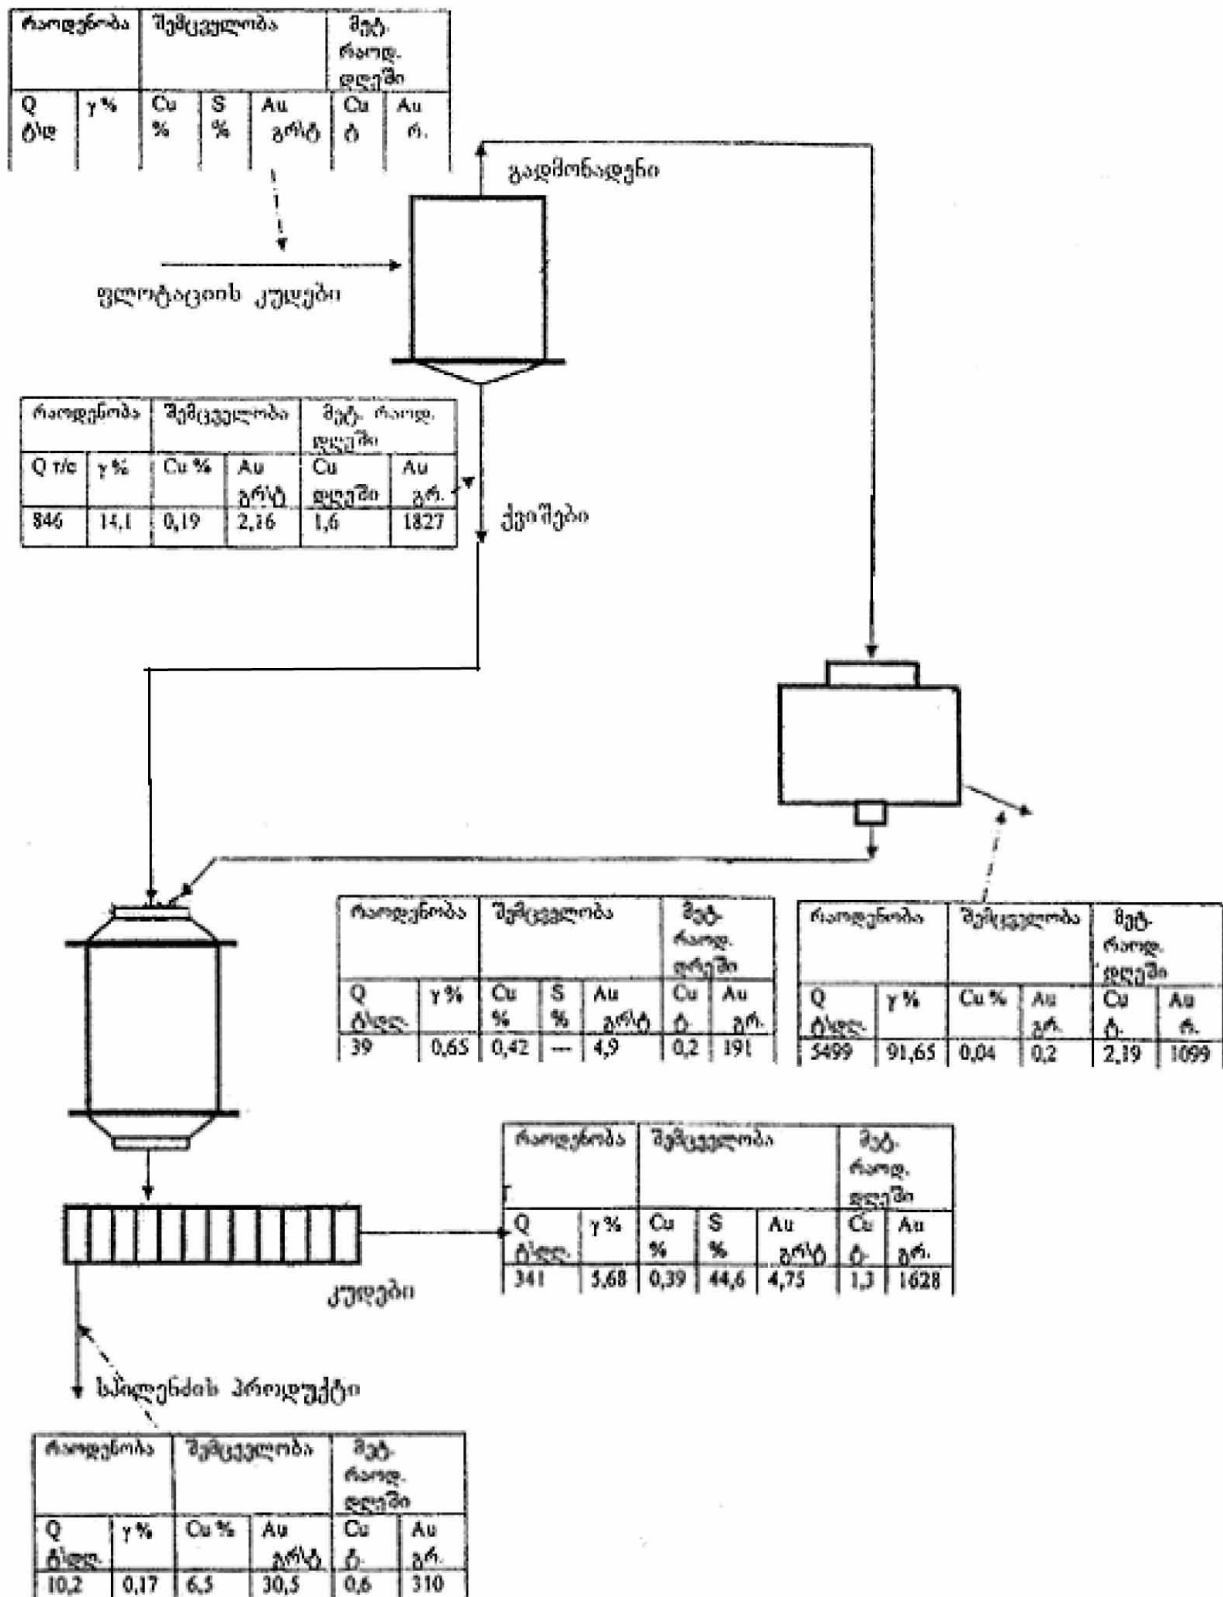 რაოდენობა შემცველობა მეტ. რაოდ. დღეში
Q ტ\დ γ % Cu % S % Au გრ\ტ Cu ტ Au რ.
გადმონადენი
ფლოტაციის კუდები
რაოდენობა შემცველობა მეტ. რაოდ. დღეში
Q т/с γ % Cu % Au გრ\ტ Cu დღეში Au გრ.
846 14,1 0,19 2,16 1,6 1827
ქვიშები
რაოდენობა შემცველობა მეტ. რაოდ. დრეში
Q ტ\დღ. γ % Cu % S % Au გრ\ტ Cu ტ. Au გრ.
39 0,65 0,42 --- 4,9 0,2 191
რაოდენობა შემცველობა მეტ. რაოდ. დღეში
Q ტ\დღ. γ % Cu % Au გრ. Cu ტ. Au რ.
5499 91,65 0,04 0,2 2,19 1099
რაოდენობა შემცველობა მეტ. რაოდ. დღეში
Q ტ\დღ. γ % Cu % S % Au გრ\ტ Cu ტ. Au გრ.
341 5,68 0,39 44,6 4,75 1,3 1628
კუდები
სპილენძის პროდუქტი
რაოდენობა შემცველობა მეტ. რაოდ. დღეში
Q ტ\დღ. γ % Cu % Au გრ\ტ Cu ტ. Au გრ.
10,2 0,17 6,5 30,5 0,6 310